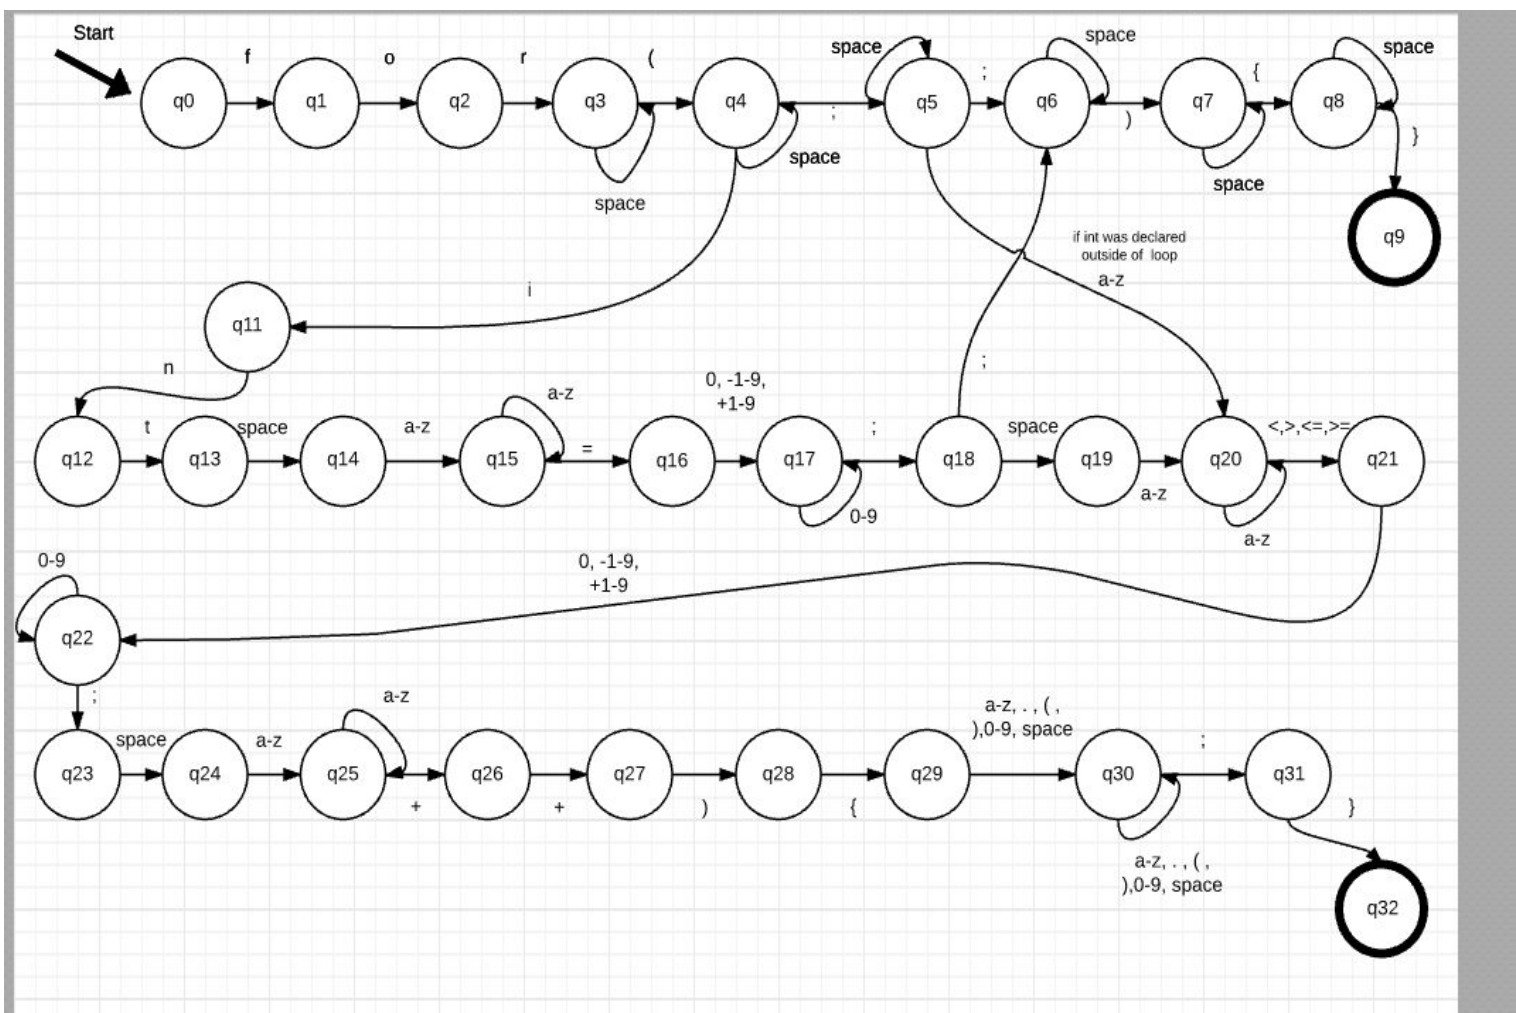 Start
f
o
r
(
space
;
space
{
space
q0
q1
q2
q3
q4
q5
q6
q7
q8
;
)
}
space
space
space
q9
if int was declared
outside of loop
a-z
i
q11
n
;
0, -1-9,
+1-9
a-z
t
space
a-z
=
;
space
<,>,<=,>=
q12
q13
q14
q15
q16
q17
q18
q19
q20
q21
a-z
0-9
a-z
0-9
0, -1-9,
+1-9
q22
;
a-z
a-z, . , ( ,
),0-9, space
;
space
a-z
q23
q24
q25
q26
q27
q28
q29
q30
q31
+
+
)
{
}
a-z, . , ( ,
),0-9, space
q32